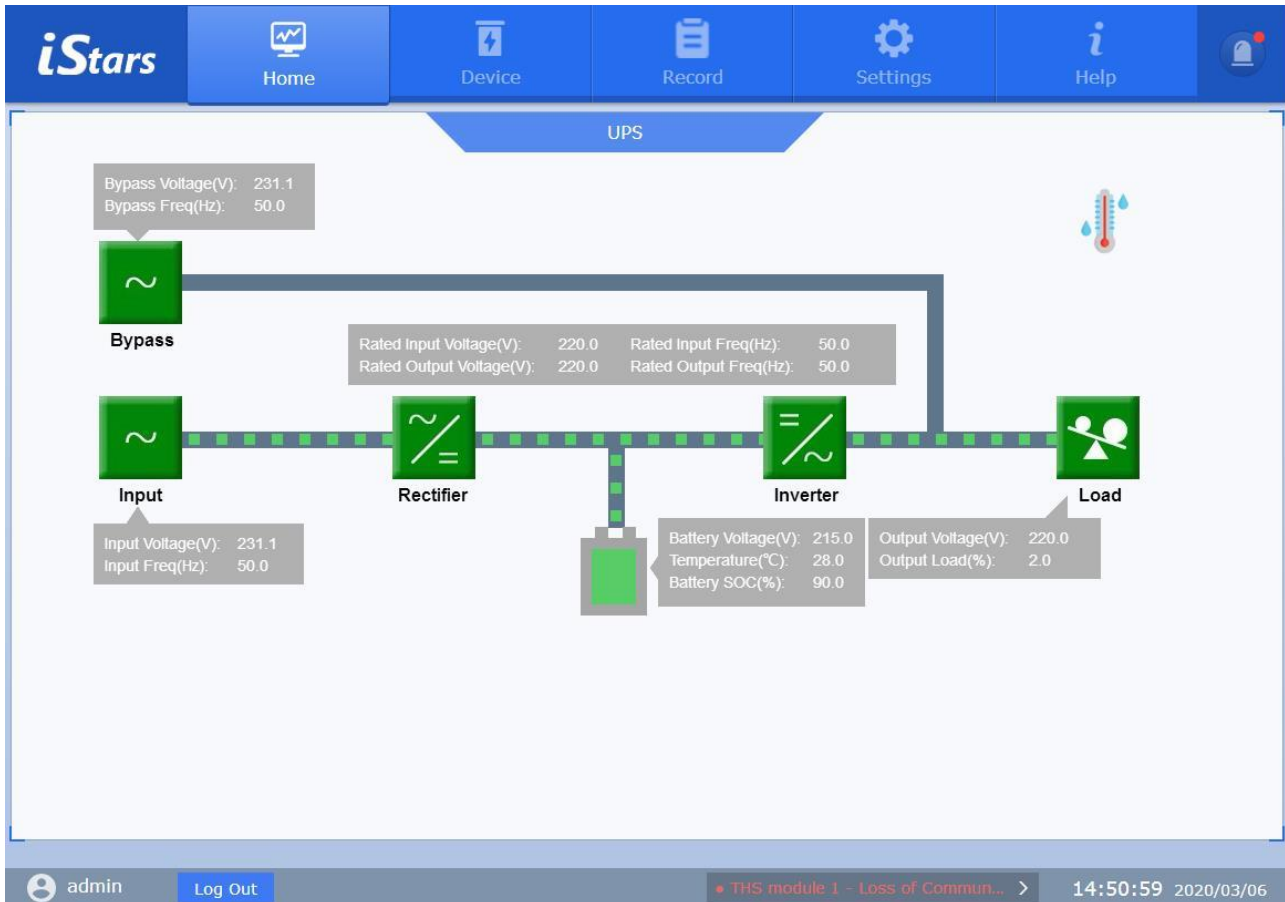 iStars
Home
Device
Record
Settings
Help
UPS
Bypass Voltage(V): 231.1
Bypass Freq(Hz): 50.0
Bypass
Rated Input Voltage(V): 220.0 Rated Input Freq(Hz): 50.0
Rated Output Voltage(V): 220.0 Rated Output Freq(Hz): 50.0
Input
Rectifier
Inverter
Load
Input Voltage(V): 231.1
Input Freq(Hz): 50.0
Battery Voltage(V): 215.0
Temperature(℃): 28.0
Battery SOC(%): 90.0
Output Voltage(V): 220.0
Output Load(%): 2.0
admin
Log Out
• THS module 1 - Loss of Commun... >
14:50:59 2020/03/06